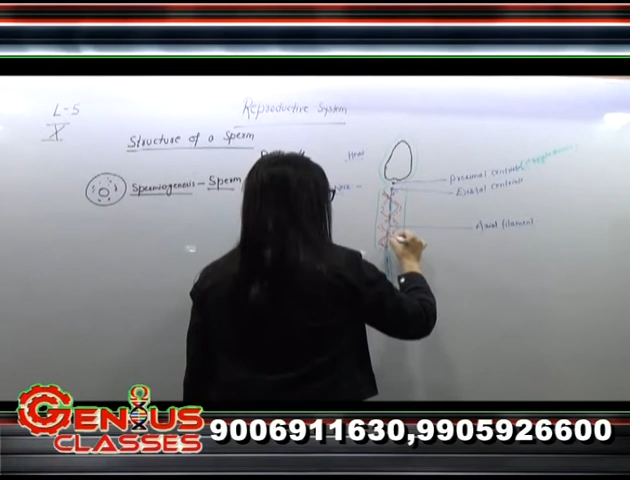 L-5
X
Reproductive System
Structure of a Sperm
Head
Spermiogenesis – Sperm
Neck –
Proximal centriole
Distal centriole
Axial filament
GENIUS
CLASSES
9006911630,9905926600